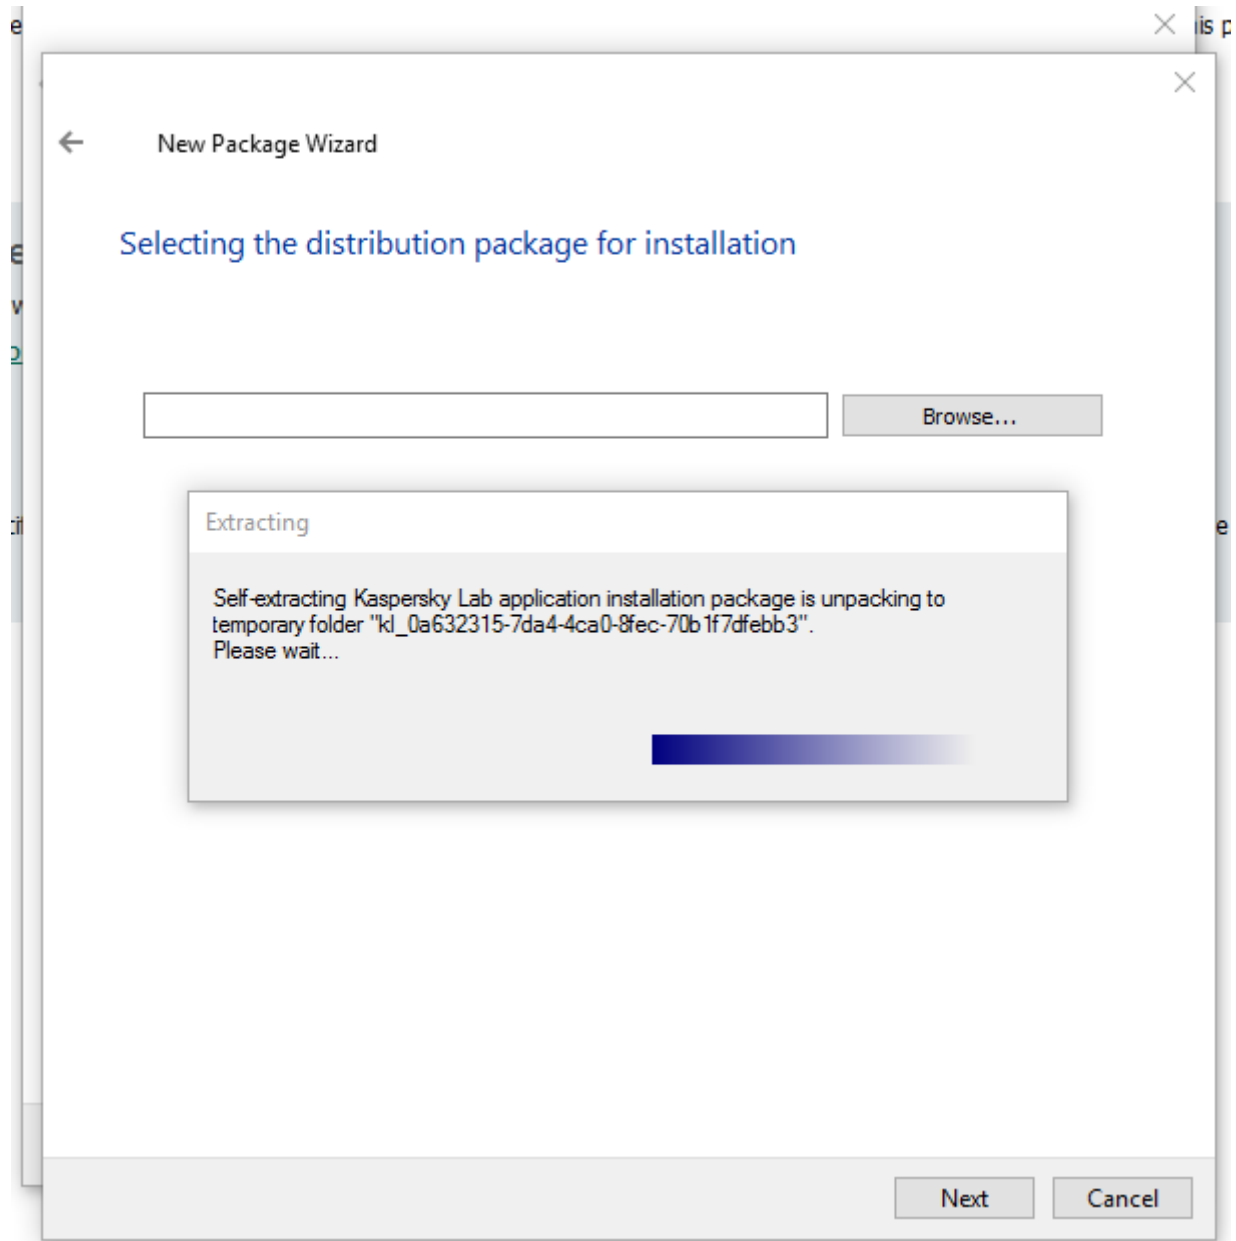 New Package Wizard
Selecting the distribution package for installation
Browse...
Extracting
Self-extracting Kaspersky Lab application installation package is unpacking to
temporary folder "kl_0a632315-7da4-4ca0-8fec-70b1f7dfebb3".
Please wait...
Next
Cancel